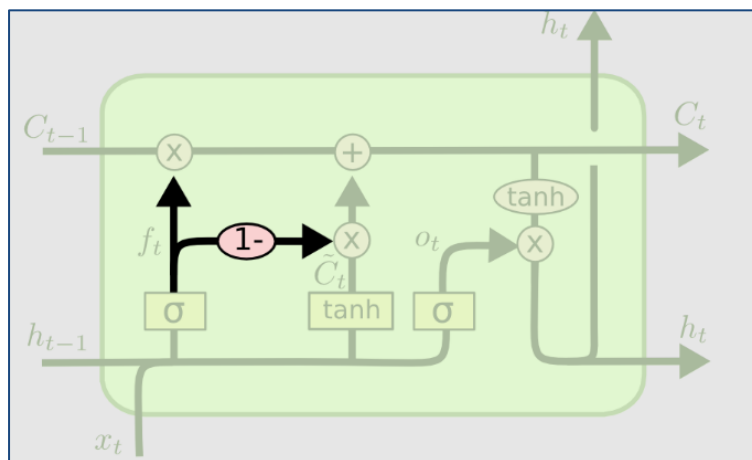 h_t
C_{t-1}
x
+
C_t
tanh
f_t
1-
x
C̃_t
o_t
x
σ
tanh
σ
h_{t-1}
h_t
x_t